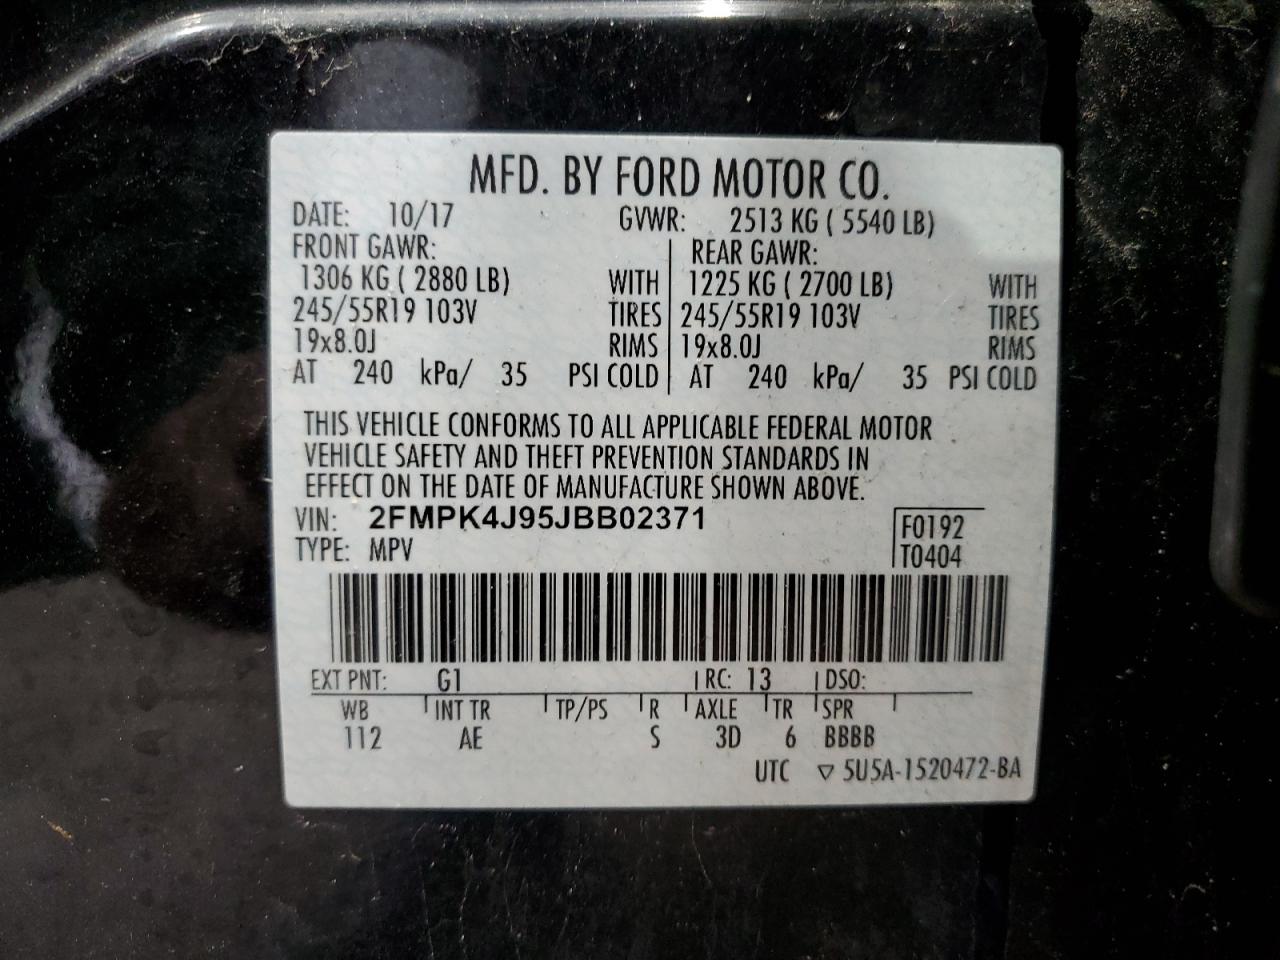 MFD. BY FORD MOTOR CO.
DATE: 10/17 GVWR: 2513 KG ( 5540 LB)
FRONT GAWR: REAR GAWR:
1306 KG ( 2880 LB) WITH 1225 KG ( 2700 LB) WITH
245/55R19 103V TIRES 245/55R19 103V TIRES
19x8.0J RIMS 19x8.0J RIMS
AT 240 kPa/ 35 PSI COLD AT 240 kPa/ 35 PSI COLD
THIS VEHICLE CONFORMS TO ALL APPLICABLE FEDERAL MOTOR
VEHICLE SAFETY AND THEFT PREVENTION STANDARDS IN
EFFECT ON THE DATE OF MANUFACTURE SHOWN ABOVE.
VIN: 2FMPK4J95JBB02371 F0192
TYPE: MPV T0404
EXT PNT: G1 RC: 13 DSO:
WB INT TR TP/PS R AXLE TR SPR
112 AE S 3D 6 BBBB
UTC ▽ 5U5A-1520472-BA